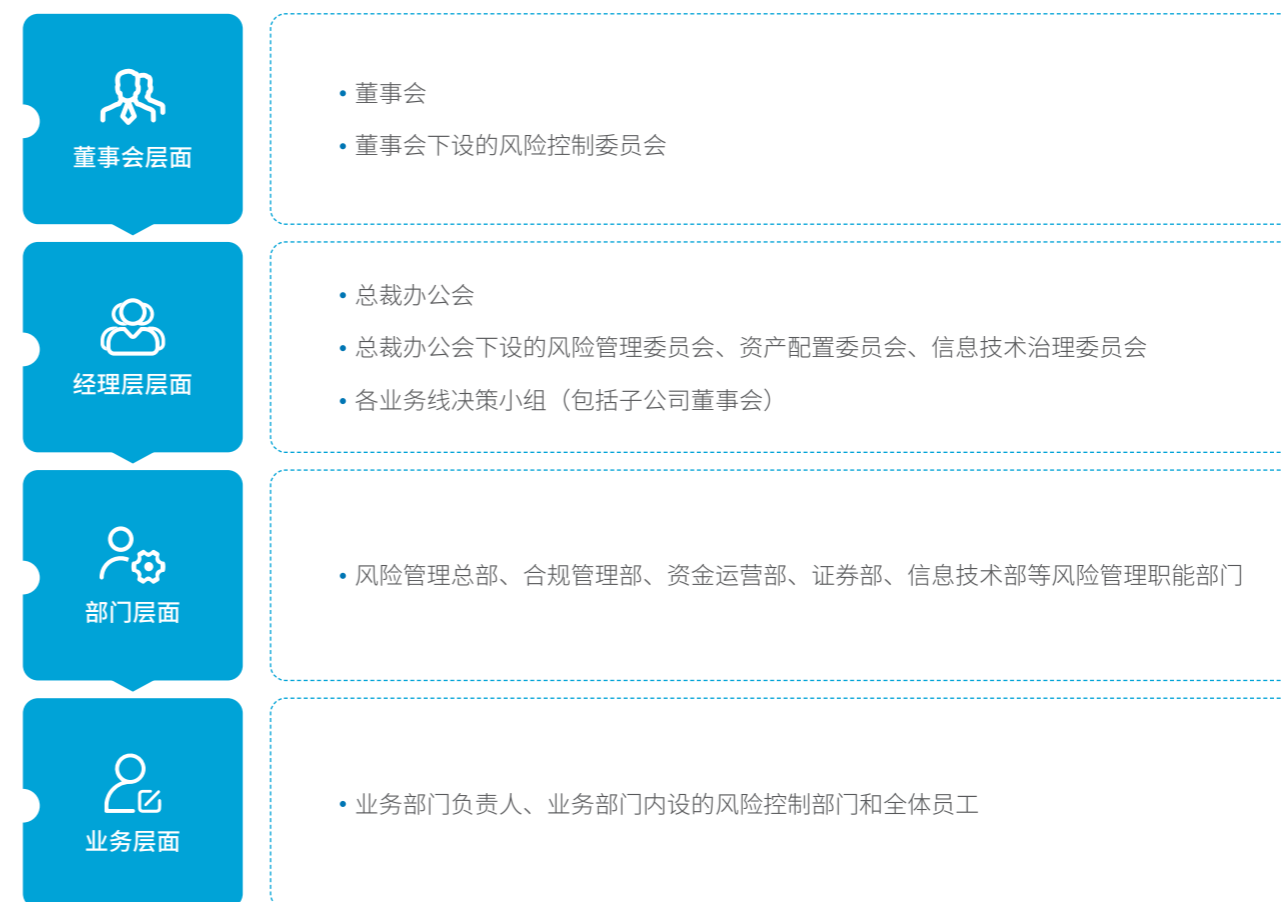 董事会层面
• 董事会
• 董事会下设的风险控制委员会
经理层层面
• 总裁办公会
• 总裁办公会下设的风险管理委员会、资产配置委员会、信息技术治理委员会
• 各业务线决策小组（包括子公司董事会）
部门层面
• 风险管理总部、合规管理部、资金运营部、证券部、信息技术部等风险管理职能部门
业务层面
• 业务部门负责人、业务部门内设的风险控制部门和全体员工